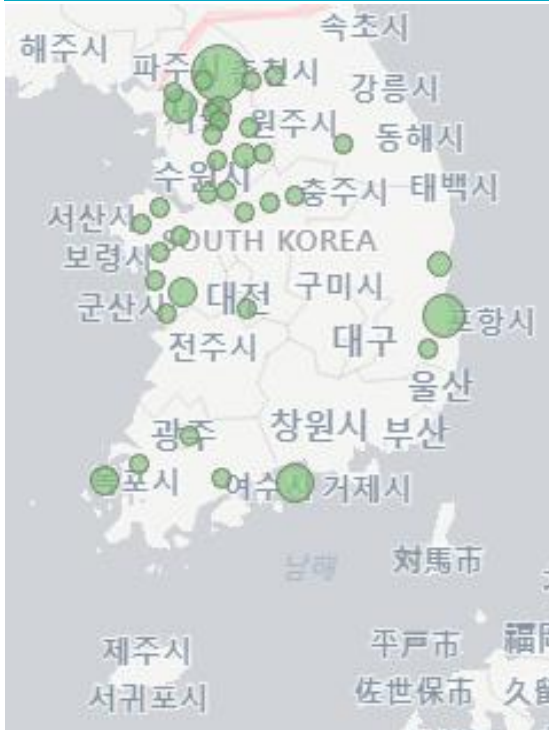 속초시
해주시
파주
춘천시
강릉시
원주시
동해시
수원시
충주시
태백시
서산시
SOUTH KOREA
보령시
구미시
대전
군산시
포항시
대구
전주시
울산
광주
창원시
부산
목포시
여수시
거제시
남해
対馬市
제주시
平戸市
福岡
서귀포시
佐世保市
久留